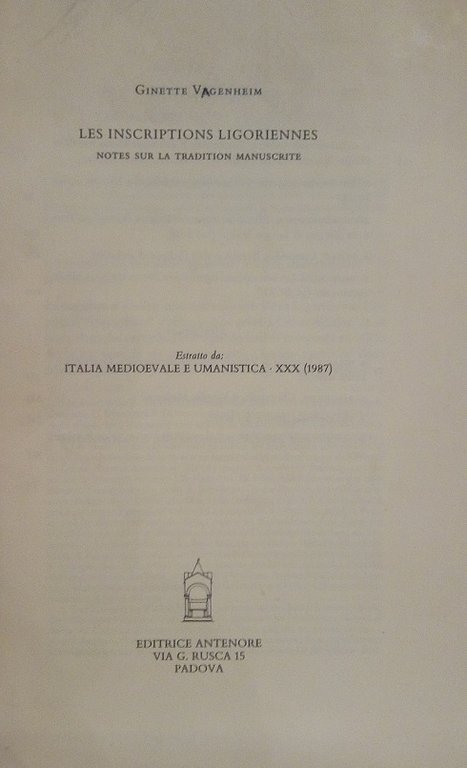 GINETTE VAGENHEIM
LES INSCRIPTIONS LIGORIENNES
NOTES SUR LA TRADITION MANUSCRITE
Estratto da:
ITALIA MEDIOEVALE E UMANISTICA · XXX (1987)
EDITRICE ANTENORE
VIA G. RUSCA 15
PADOVA